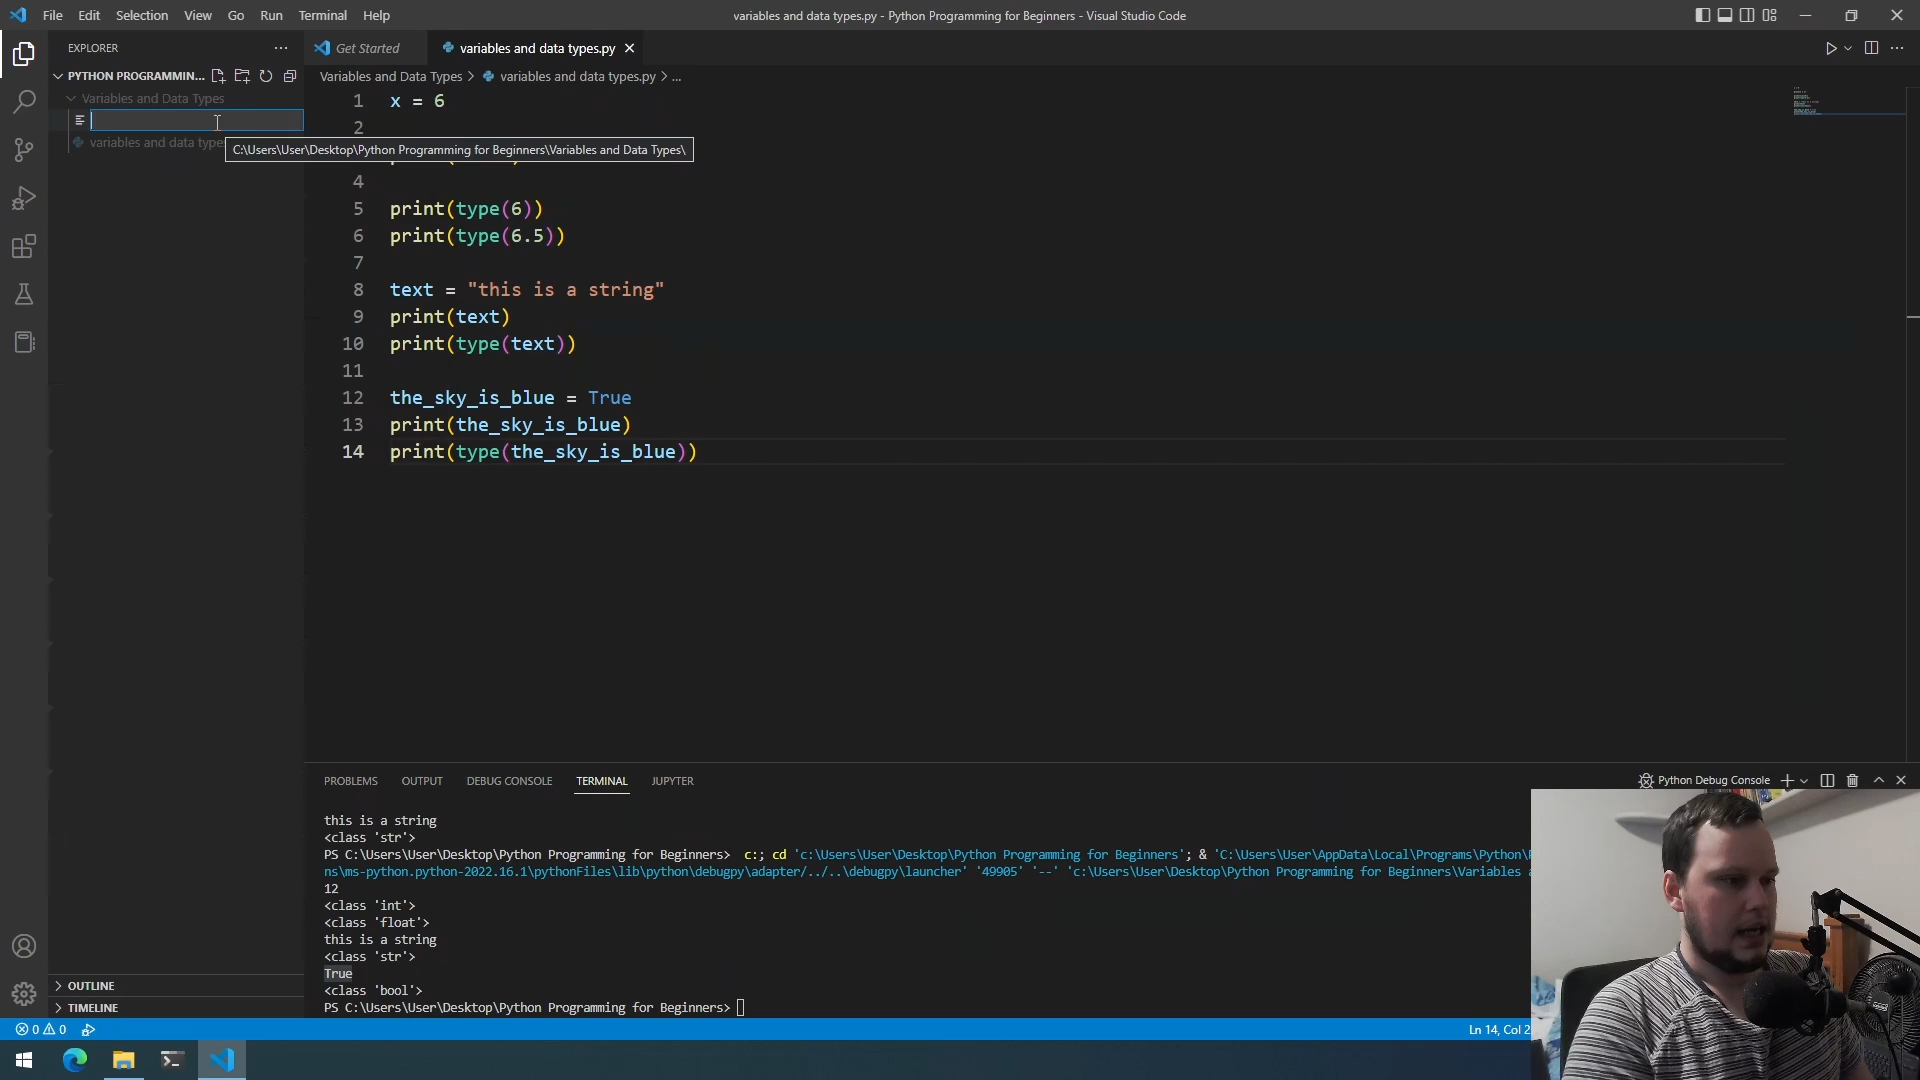 File Edit Selection View Go Run Terminal Help
variables and data types.py - Python Programming for Beginners - Visual Studio Code
EXPLORER
Get Started
variables and data types.py
PYTHON PROGRAMMIN...
Variables and Data Types > variables and data types.py > ...
Variables and Data Types
variables and data type
C:\Users\User\Desktop\Python Programming for Beginners\Variables and Data Types\
1 x = 6
2
4
5 print(type(6))
6 print(type(6.5))
7
8 text = "this is a string"
9 print(text)
10 print(type(text))
11
12 the_sky_is_blue = True
13 print(the_sky_is_blue)
14 print(type(the_sky_is_blue))
PROBLEMS OUTPUT DEBUG CONSOLE TERMINAL JUPYTER
Python Debug Console
this is a string
<class 'str'>
PS C:\Users\User\Desktop\Python Programming for Beginners> c:; cd 'c:\Users\User\Desktop\Python Programming for Beginners'; & 'C:\Users\User\AppData\Local\Programs\Python\
ns\ms-python.python-2022.16.1\pythonFiles\lib\python\debugpy\adapter/../..\debugpy\launcher' '49905' '--' 'c:\Users\User\Desktop\Python Programming for Beginners\Variables
12
<class 'int'>
<class 'float'>
this is a string
<class 'str'>
True
<class 'bool'>
PS C:\Users\User\Desktop\Python Programming for Beginners>
OUTLINE
TIMELINE
0 0
Ln 14, Col 2